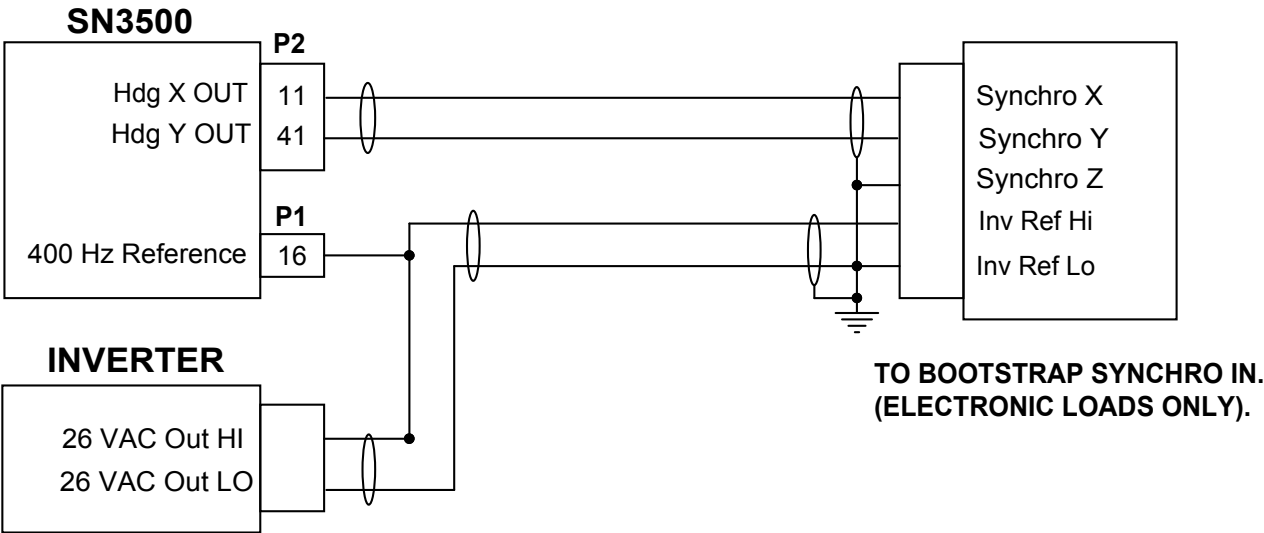 SN3500
P2
Hdg X OUT
11
Hdg Y OUT
41
P1
400 Hz Reference
16
Synchro X
Synchro Y
Synchro Z
Inv Ref Hi
Inv Ref Lo
INVERTER
26 VAC Out HI
26 VAC Out LO
TO BOOTSTRAP SYNCHRO IN.
(ELECTRONIC LOADS ONLY).